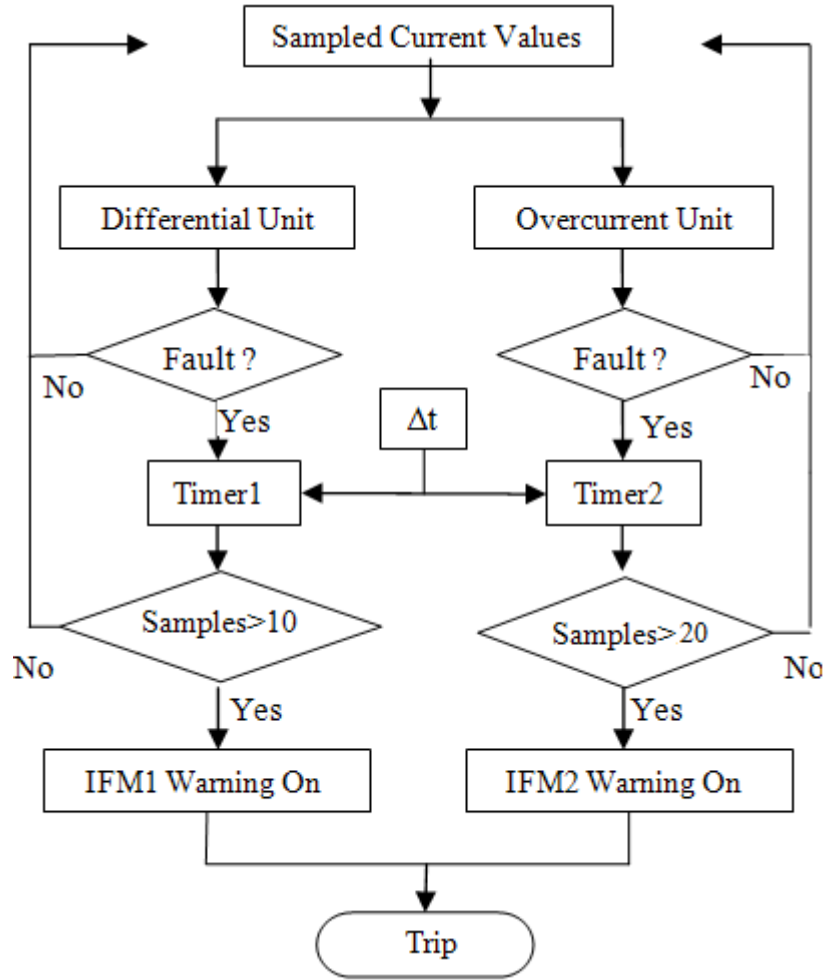 Sampled Current Values
Differential Unit
Overcurrent Unit
Fault ?
Fault ?
No
No
Yes
Yes
Δt
Timer1
Timer2
Samples>10
Samples>20
No
No
Yes
Yes
IFM1 Warning On
IFM2 Warning On
Trip